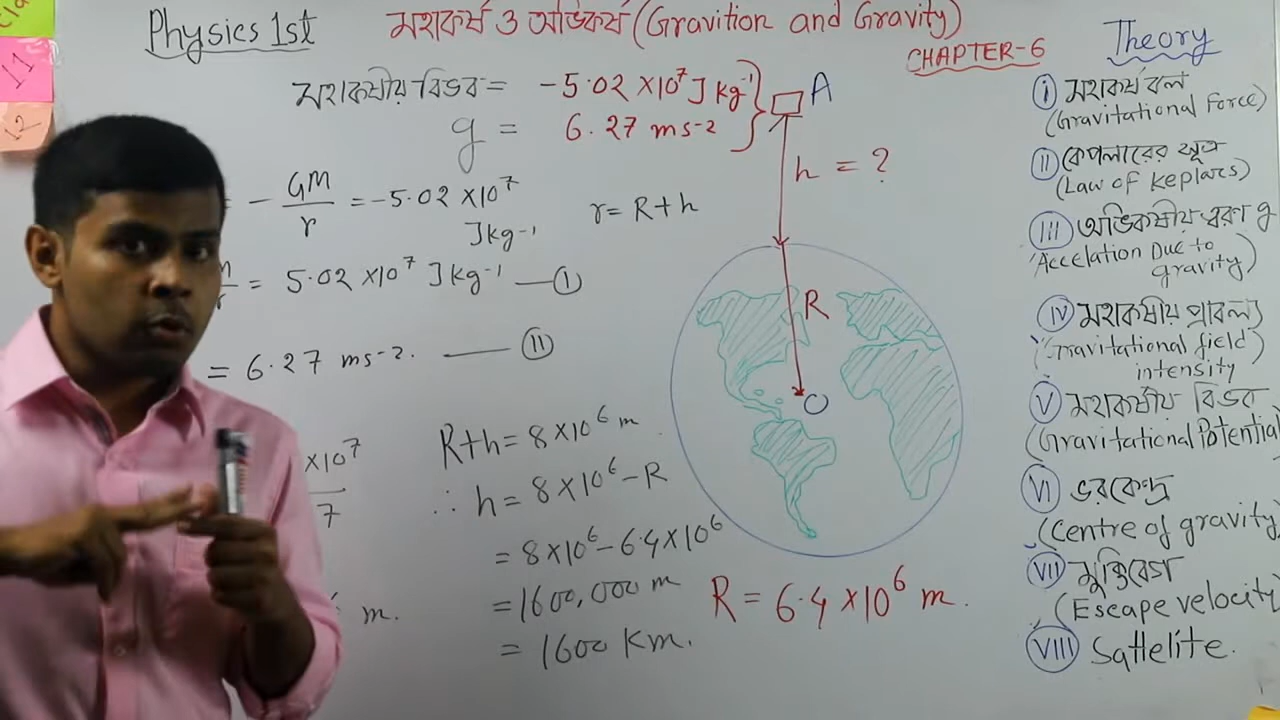 Physics 1st
মহাকর্ষ ও অভিকর্ষ (Gravition and Gravity)
CHAPTER-6
মহাকর্ষীয় বিভব = -5.02 ×10⁷ J kg⁻¹
g = 6.27 ms⁻²
A
h = ?
= - GM/r = -5.02 ×10⁷
Jkg⁻¹
r = R+h
r = 5.02 ×10⁷ Jkg⁻¹ — I
= 6.27 ms⁻². — II
×10⁷
7
m.
R+h = 8×10⁶ m
∴ h = 8×10⁶ - R
= 8×10⁶ - 6.4×10⁶
= 1600,000 m
= 1600 Km.
R
O
R = 6.4 ×10⁶ m.
Theory
i মহাকর্ষ বল
(Gravitational Force)
II কেপলারের সূত্র
(Law of Keplars)
III অভিকর্ষীয় ত্বরণ g
(Accelation Due to
gravity)
IV মহাকর্ষীয় প্রাবল্য
(Gravitational field
intensity
V মহাকর্ষীয় বিভব
(Gravitational Potential)
VI ভরকেন্দ্র
(Centre of gravity)
VII মুক্তিবেগ
(Escape velocity)
VIII Sattelite.
11
12